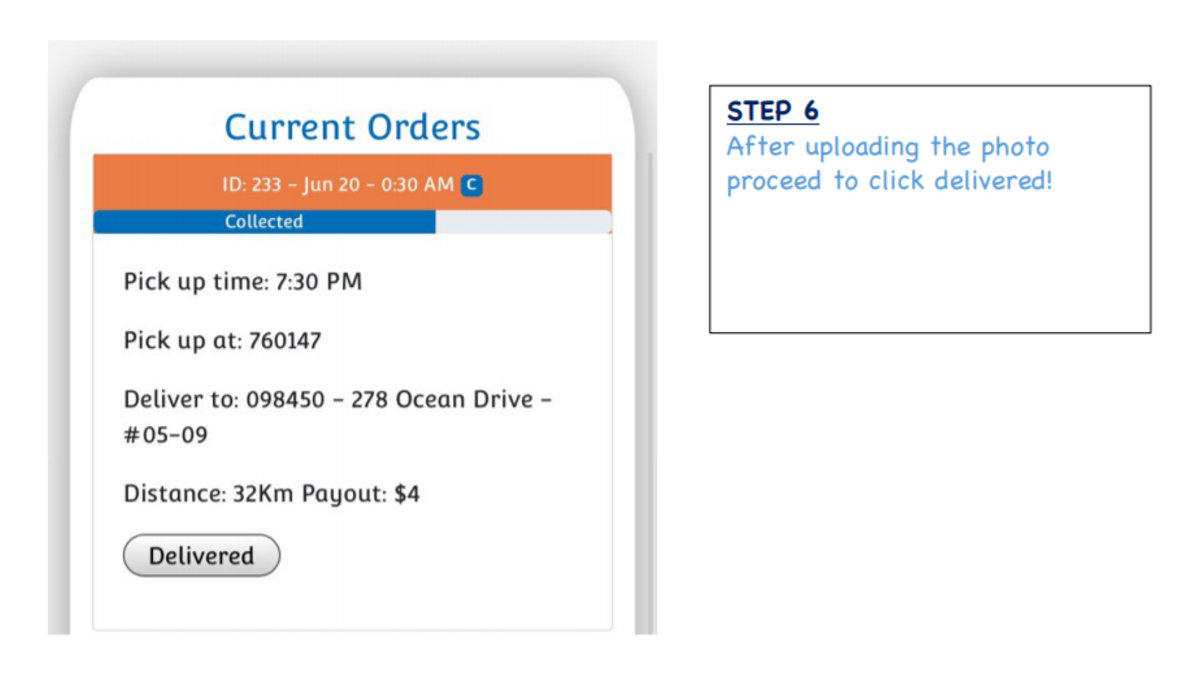 Current Orders
ID: 233 – Jun 20 – 0:30 AM C
Collected
Pick up time: 7:30 PM
Pick up at: 760147
Deliver to: 098450 – 278 Ocean Drive –
#05-09
Distance: 32Km Payout: $4
Delivered
STEP 6
After uploading the photo
proceed to click delivered!